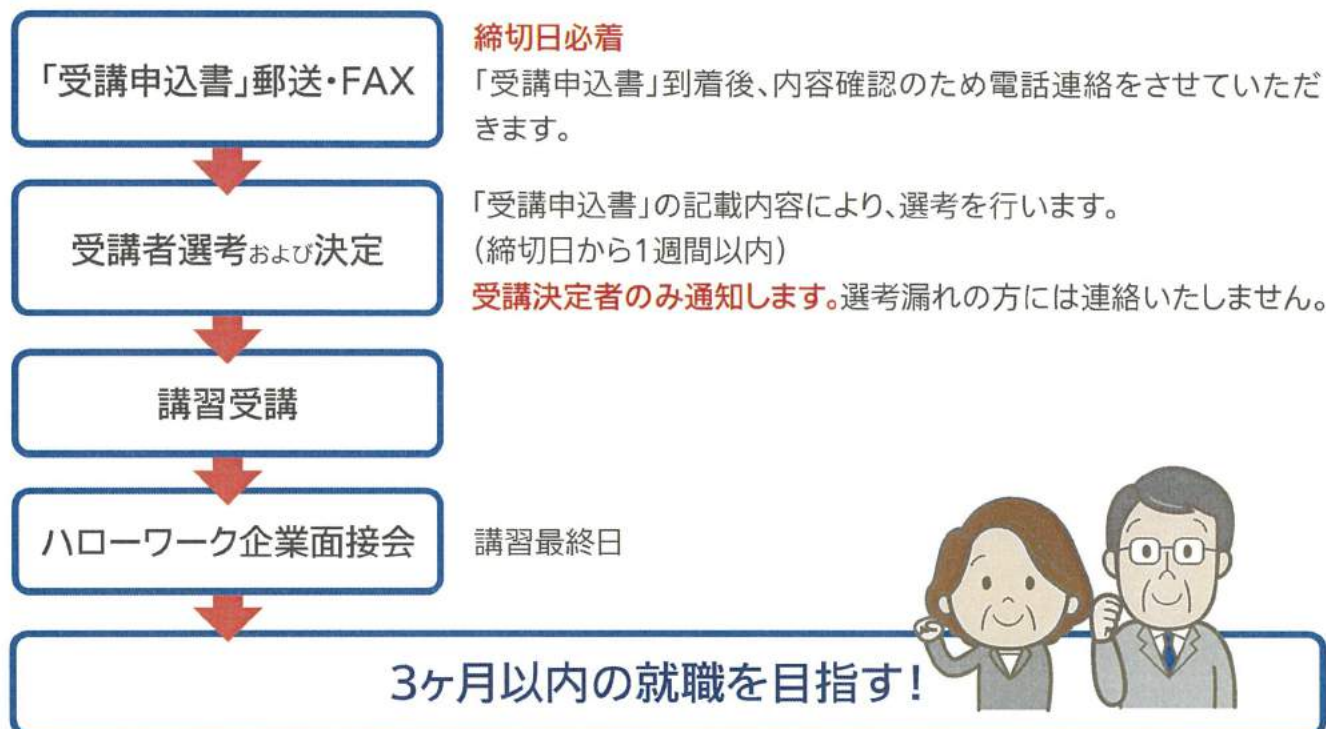 「受講申込書」郵送・FAX
締切日必着
「受講申込書」到着後、内容確認のため電話連絡をさせていただ
きます。
受講者選考および決定
「受講申込書」の記載内容により、選考を行います。
(締切日から1週間以内)
受講決定者のみ通知します。選考漏れの方には連絡いたしません。
講習受講
ハローワーク企業面接会
講習最終日
3ヶ月以内の就職を目指す!